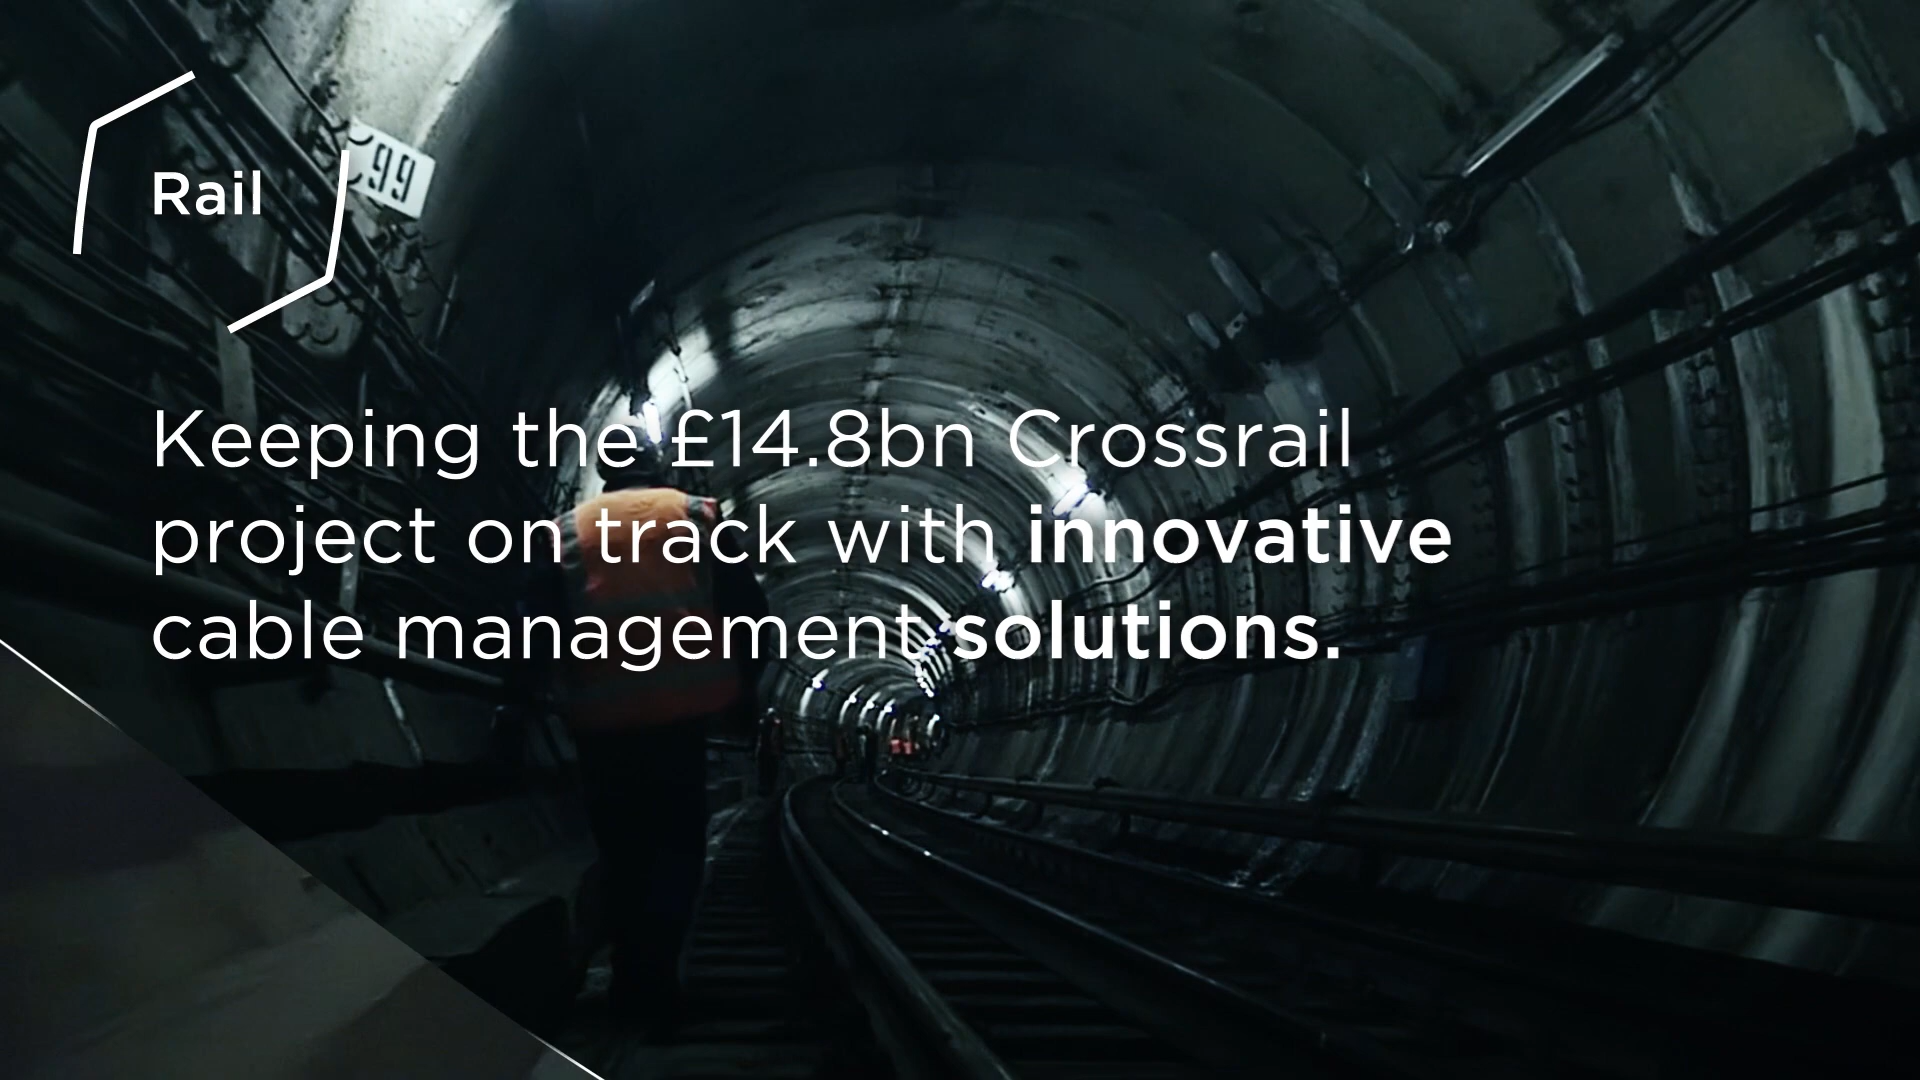 Rail
99
Keeping the £14.8bn Crossrail
project on track with innovative
cable management solutions.